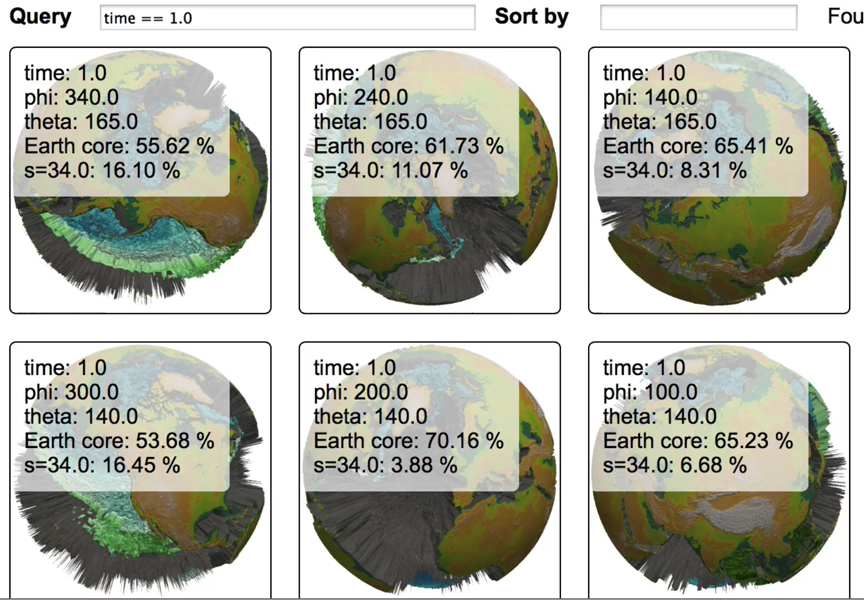 Query time == 1.0 Sort by Fou
time: 1.0
phi: 340.0
theta: 165.0
Earth core: 55.62 %
s=34.0: 16.10 %
time: 1.0
phi: 240.0
theta: 165.0
Earth core: 61.73 %
s=34.0: 11.07 %
time: 1.0
phi: 140.0
theta: 165.0
Earth core: 65.41 %
s=34.0: 8.31 %
time: 1.0
phi: 300.0
theta: 140.0
Earth core: 53.68 %
s=34.0: 16.45 %
time: 1.0
phi: 200.0
theta: 140.0
Earth core: 70.16 %
s=34.0: 3.88 %
time: 1.0
phi: 100.0
theta: 140.0
Earth core: 65.23 %
s=34.0: 6.68 %